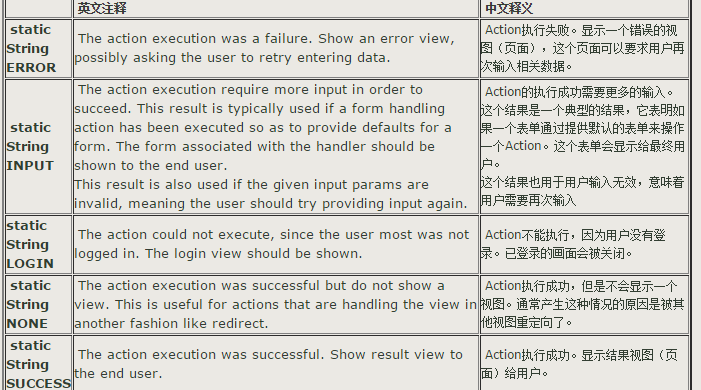 英文注释
中文释义
static
String
ERROR
The action execution was a failure. Show an error view,
possibly asking the user to retry entering data.
Action执行失败。显示一个错误的视
图（页面），这个页面可以要求用户再次
输入相关数据。
static
String
INPUT
The action execution require more input in order to
succeed. This result is typically used if a form handling
action has been executed so as to provide defaults for a
form. The form associated with the handler should be
shown to the end user.
This result is also used if the given input params are
invalid, meaning the user should try providing input again.
Action的执行成功需要更多的输入。
这个结果是一个典型的结果，它表明如
果一个表单通过提供默认的表单来操作
一个Action。这个表单会显示给最终用
户。
这个结果也用于用户输入无效，意味着
用户需要再次输入
static
String
LOGIN
The action could not execute, since the user most was not
logged in. The login view should be shown.
Action不能执行，因为用户没有登
录。已登录的画面会被关闭。
static
String
NONE
The action execution was successful but do not show a
view. This is useful for actions that are handling the view in
another fashion like redirect.
Action执行成功，但是不会显示一个
视图。通常产生这种情况的原因是被其
他视图重定向了。
static
String
SUCCESS
The action execution was successful. Show result view to
the end user.
Action执行成功。显示结果视图（页
面）给用户。